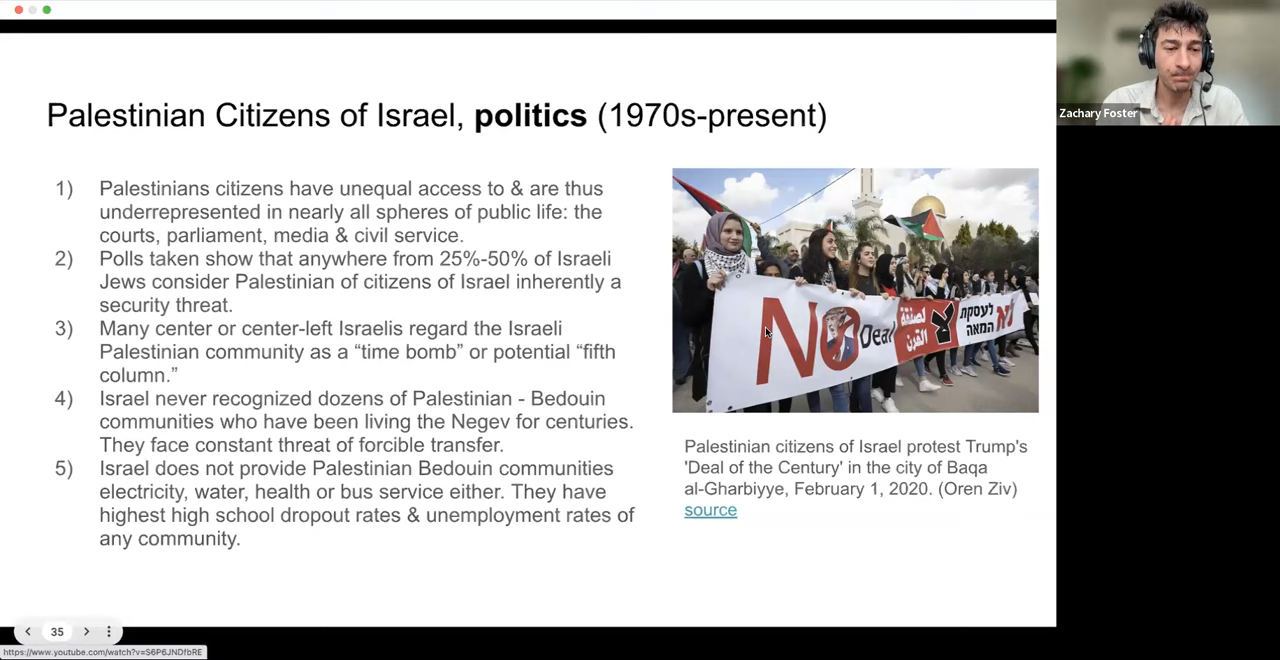 Zachary Foster
Palestinian Citizens of Israel, politics (1970s-present)
1) Palestinians citizens have unequal access to & are thus
underrepresented in nearly all spheres of public life: the
courts, parliament, media & civil service.
2) Polls taken show that anywhere from 25%-50% of Israeli
Jews consider Palestinian of citizens of Israel inherently a
security threat.
3) Many center or center-left Israelis regard the Israeli
Palestinian community as a “time bomb” or potential “fifth
column.”
4) Israel never recognized dozens of Palestinian - Bedouin
communities who have been living the Negev for centuries.
They face constant threat of forcible transfer.
5) Israel does not provide Palestinian Bedouin communities
electricity, water, health or bus service either. They have
highest high school dropout rates & unemployment rates of
any community.
NO Deal
لا لصفقة
القرن
לא לעסקת
המאה
Palestinian citizens of Israel protest Trump's
'Deal of the Century' in the city of Baqa
al-Gharbiyye, February 1, 2020. (Oren Ziv)
source
35
https://www.youtube.com/watch?v=S6P6JNDfbRE